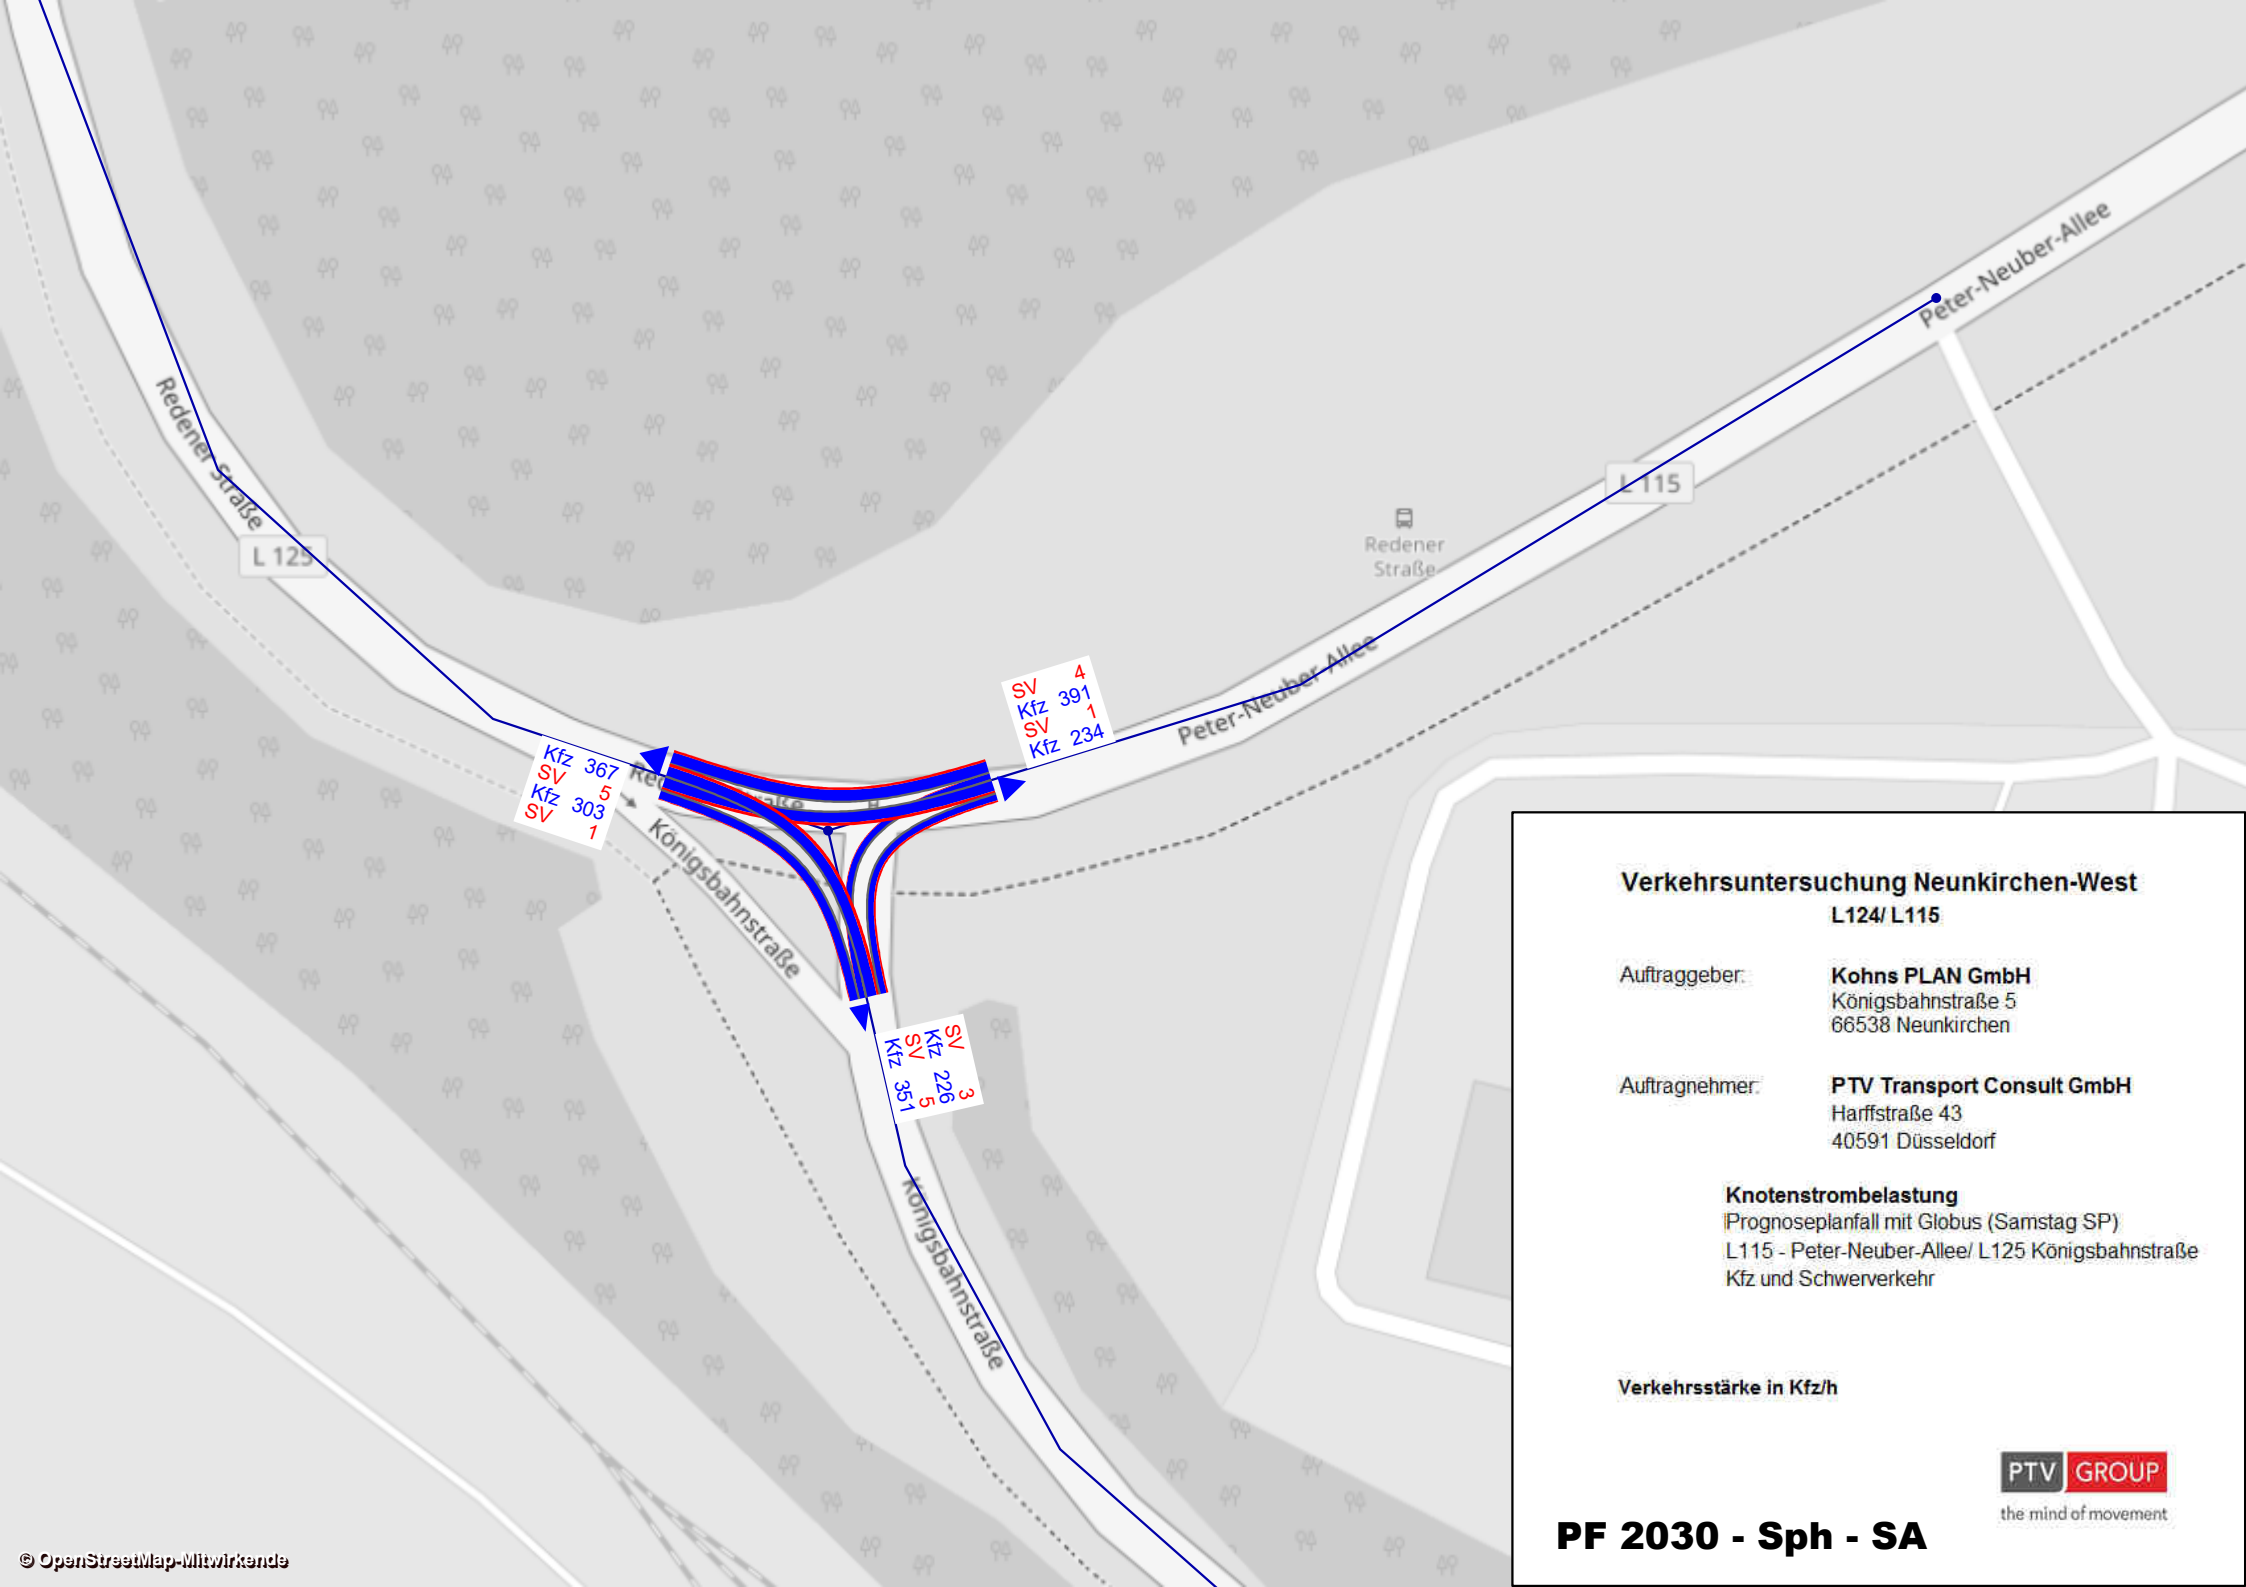 Peter-Neuber-Allee
Redener Straße
L 115
Redener
Straße
L 125
Peter-Neuber-Allee
SV 4
Kfz 391
SV 1
Kfz 234
Kfz 367
SV 5
Kfz 303
SV 1
H
Königsbahnstraße
SV 3
Kfz 226
SV 5
Kfz 351
Königsbahnstraße
Verkehrsuntersuchung Neunkirchen-West
L124/ L115
Auftraggeber: Kohns PLAN GmbH
Königsbahnstraße 5
66538 Neunkirchen
Auftragnehmer: PTV Transport Consult GmbH
Harffstraße 43
40591 Düsseldorf
Knotenstrombelastung
Prognoseplanfall mit Globus (Samstag SP)
L115 - Peter-Neuber-Allee/ L125 Königsbahnstraße
Kfz und Schwerverkehr
Verkehrsstärke in Kfz/h
PTV GROUP
the mind of movement
PF 2030 - Sph - SA
© OpenStreetMap-Mitwirkende